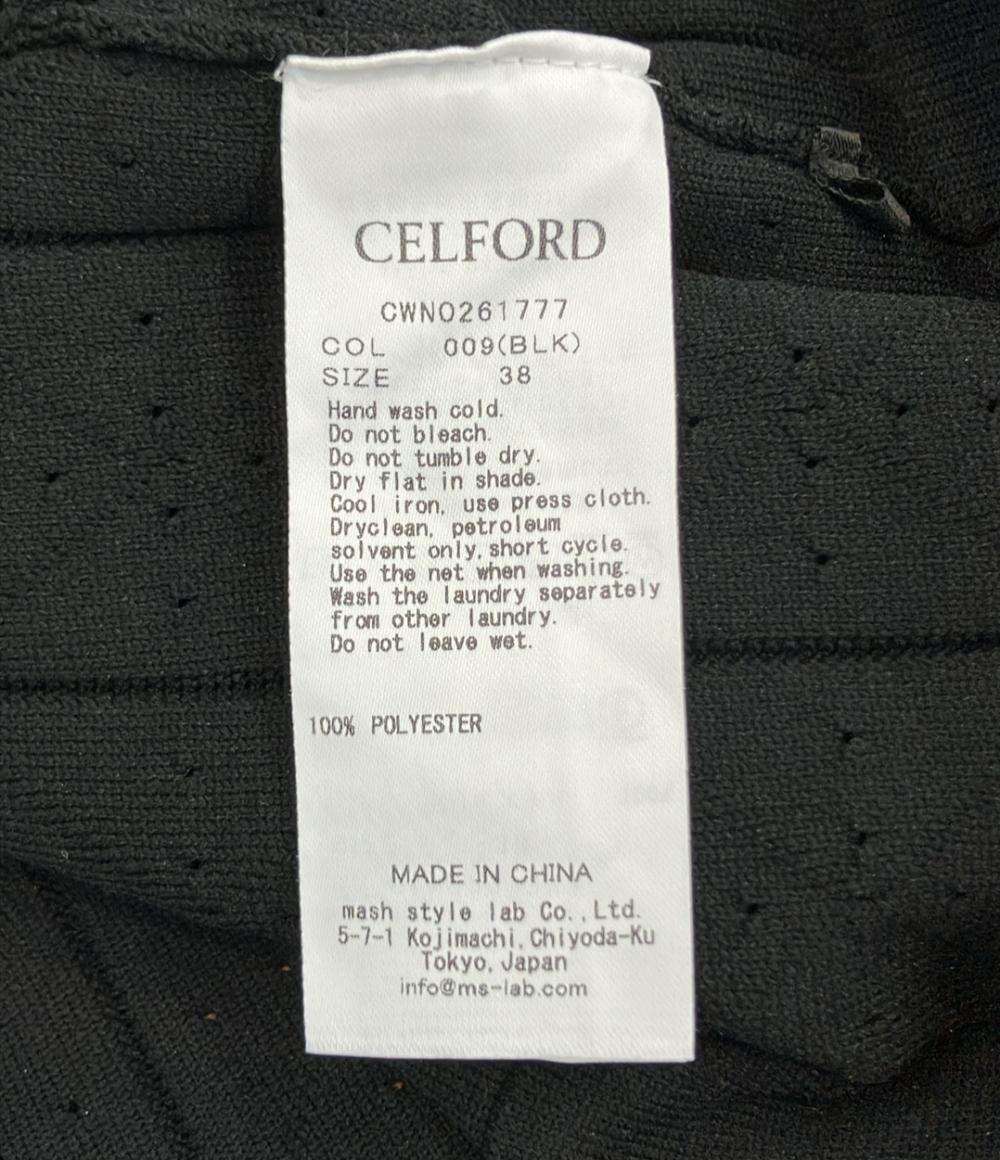 CELFORD
CWNO261777
COL 009(BLK)
SIZE 38
Hand wash cold.
Do not bleach.
Do not tumble dry.
Dry flat in shade.
Cool iron, use press cloth.
Dryclean, petroleum
solvent only, short cycle.
Use the net when washing.
Wash the laundry separately
from other laundry.
Do not leave wet.
100% POLYESTER
MADE IN CHINA
mash style lab Co.,Ltd.
5-7-1 Kojimachi,Chiyoda-Ku
Tokyo,Japan
info@ms-lab.com